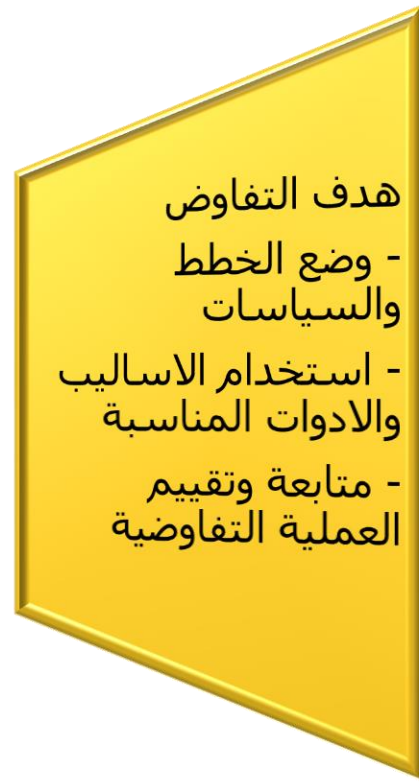 هدف التفاوض
- وضع الخطط
والسياسات
- استخدام الاساليب
والادوات المناسبة
- متابعة وتقييم
العملية التفاوضية